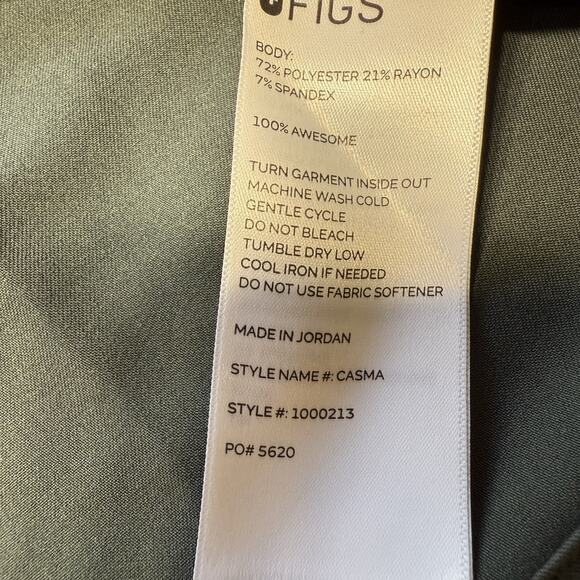 FIGS
BODY:
72% POLYESTER 21% RAYON
7% SPANDEX
100% AWESOME
TURN GARMENT INSIDE OUT
MACHINE WASH COLD
GENTLE CYCLE
DO NOT BLEACH
TUMBLE DRY LOW
COOL IRON IF NEEDED
DO NOT USE FABRIC SOFTENER
MADE IN JORDAN
STYLE NAME #: CASMA
STYLE #: 1000213
PO# 5620